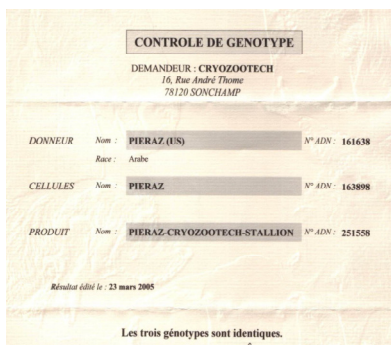 CONTROLE DE GENOTYPE
DEMANDEUR : CRYOZOOTECH
16, Rue André Thome
78120 SONCHAMP
DONNEUR Nom : PIERAZ (US) N° ADN : 161638
Race : Arabe
CELLULES Nom : PIERAZ N° ADN : 163898
PRODUIT Nom : PIERAZ-CRYOZOOTECH-STALLION N° ADN : 251558
Résultat édité le : 23 mars 2005
Les trois génotypes sont identiques.